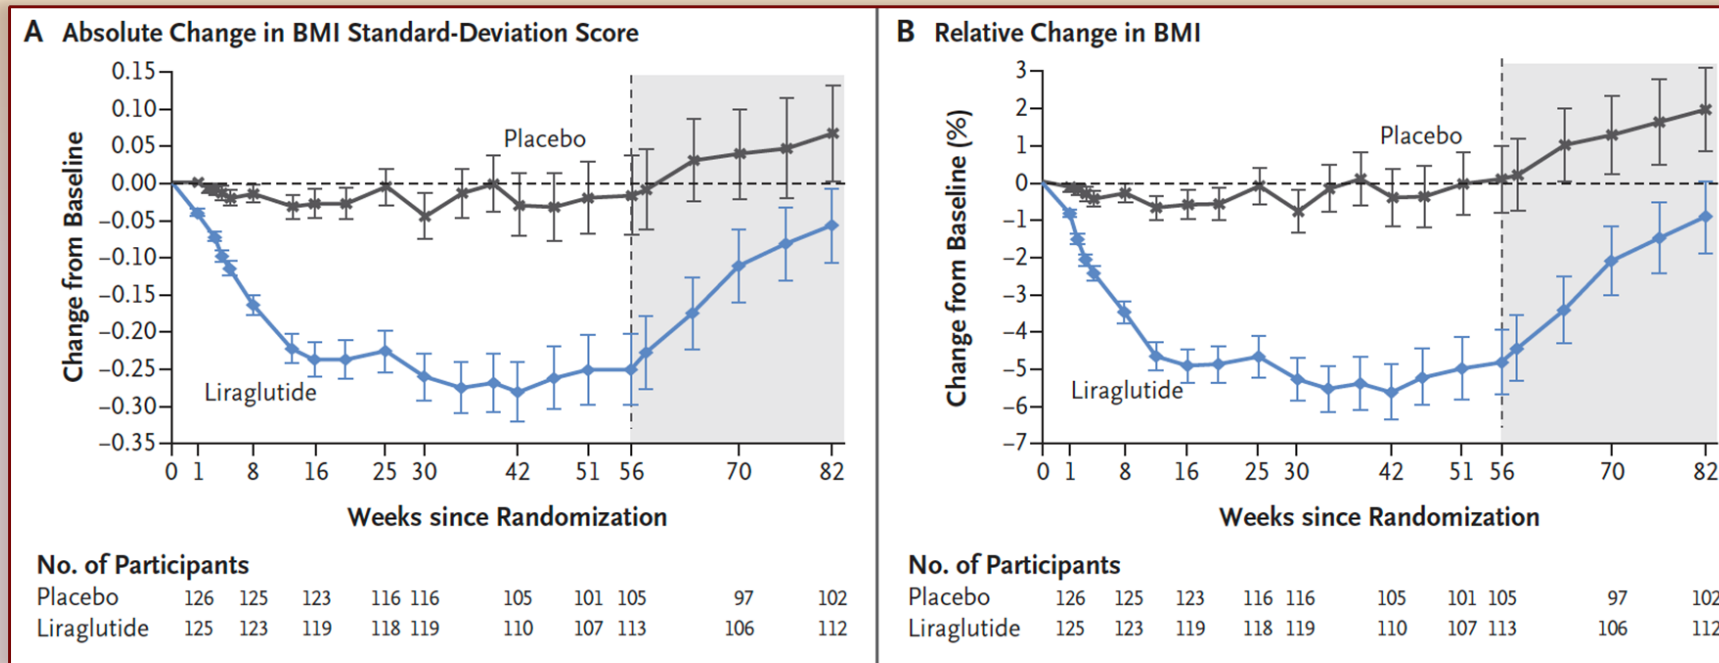 A Absolute Change in BMI Standard-Deviation Score
0.15
0.10
0.05
0.00
−0.05
−0.10
−0.15
−0.20
−0.25
−0.30
−0.35
Change from Baseline
Placebo
Liraglutide
0 1 8 16 25 30 42 51 56 70 82
Weeks since Randomization
No. of Participants
Placebo 126 125 123 116 116 105 101 105 97 102
Liraglutide 125 123 119 118 119 110 107 113 106 112
B Relative Change in BMI
3
2
1
0
−1
−2
−3
−4
−5
−6
−7
Change from Baseline (%)
Placebo
Liraglutide
0 1 8 16 25 30 42 51 56 70 82
Weeks since Randomization
No. of Participants
Placebo 126 125 123 116 116 105 101 105 97 102
Liraglutide 125 123 119 118 119 110 107 113 106 112